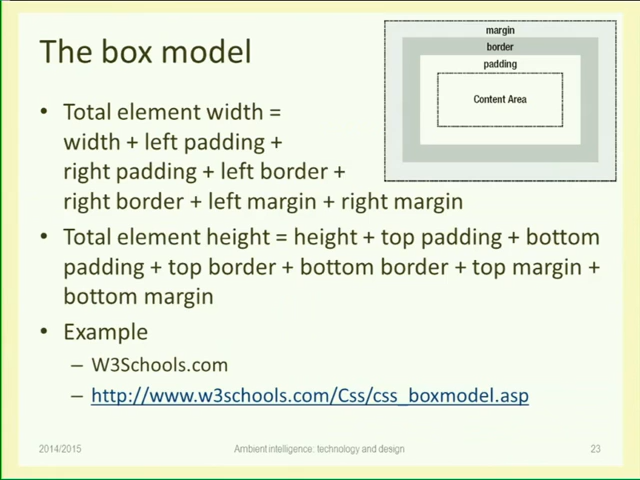 The box model
margin
border
padding
Content Area
• Total element width =
width + left padding +
right padding + left border +
right border + left margin + right margin
• Total element height = height + top padding + bottom
padding + top border + bottom border + top margin +
bottom margin
• Example
– W3Schools.com
– http://www.w3schools.com/Css/css_boxmodel.asp
2014/2015
Ambient intelligence: technology and design
23